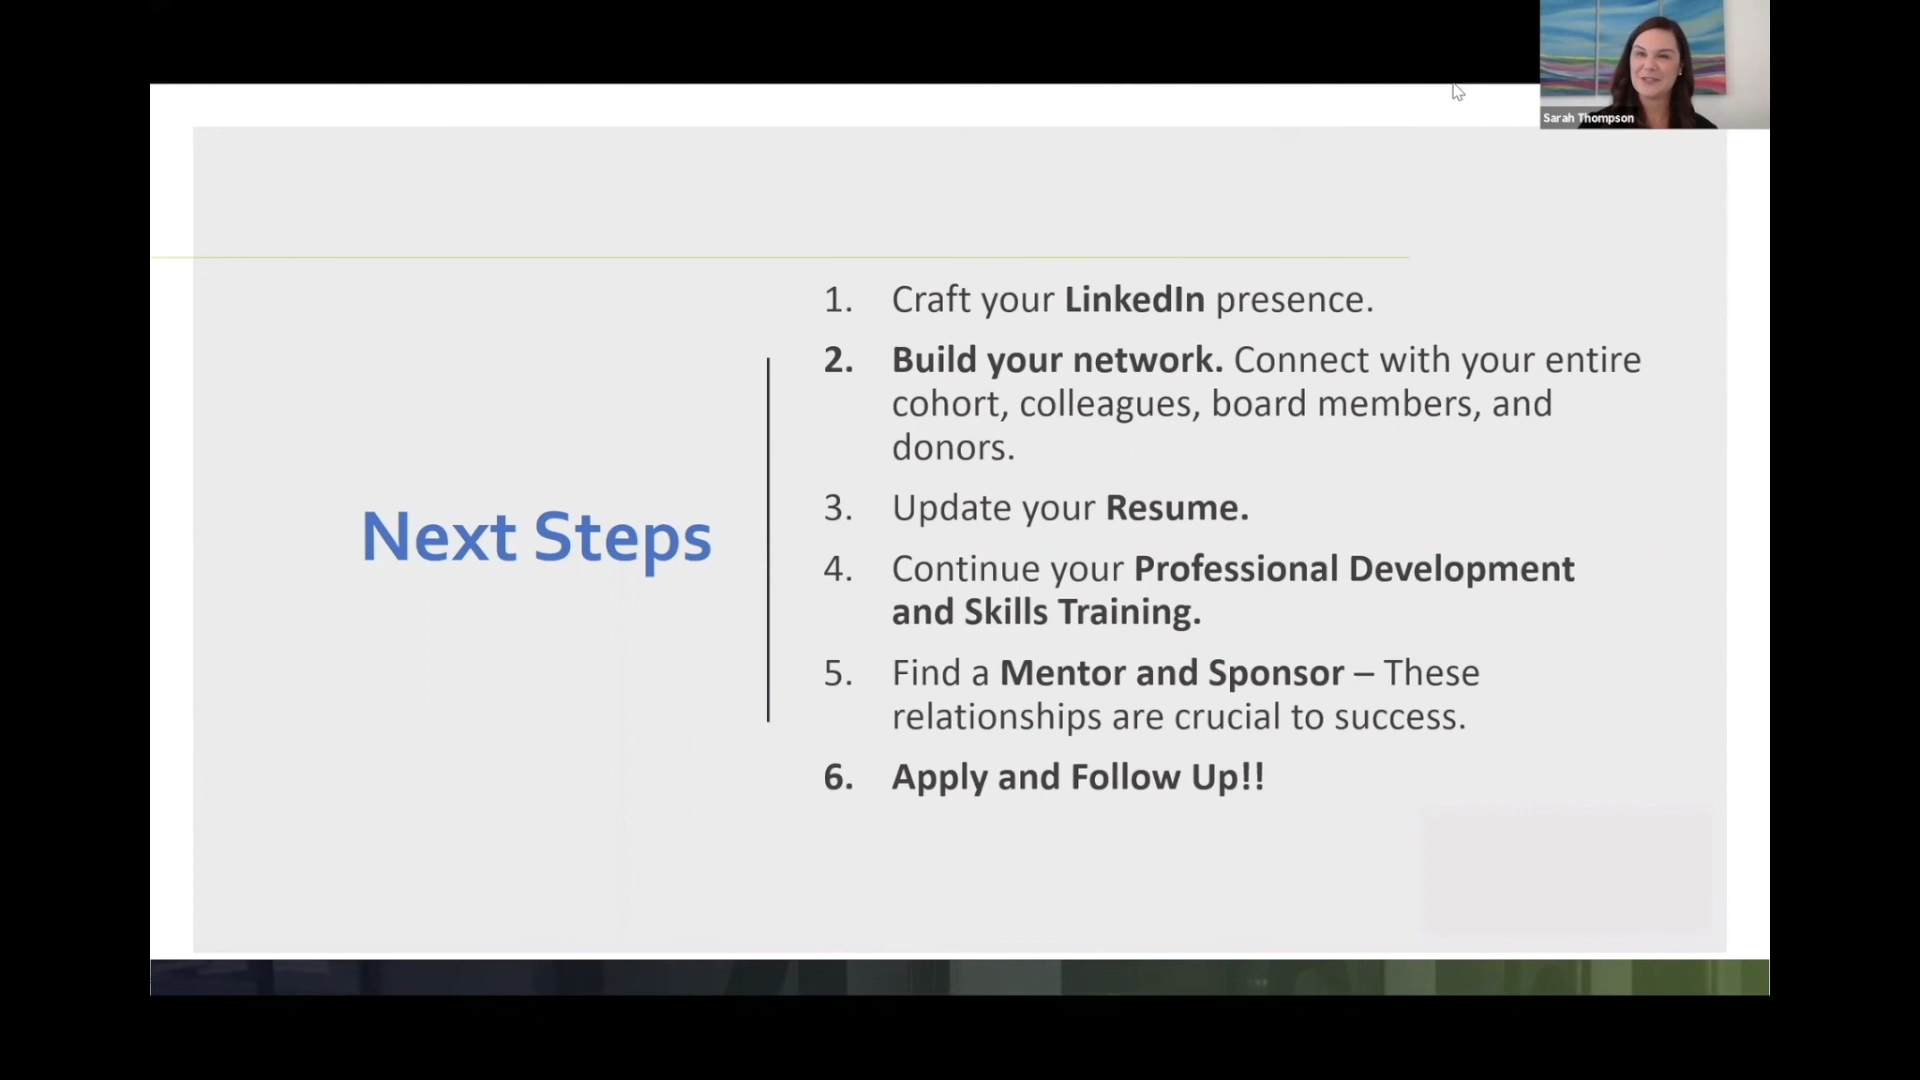 Sarah Thompson
Next Steps
1. Craft your LinkedIn presence.
2. Build your network. Connect with your entire
cohort, colleagues, board members, and
donors.
3. Update your Resume.
4. Continue your Professional Development
and Skills Training.
5. Find a Mentor and Sponsor – These
relationships are crucial to success.
6. Apply and Follow Up!!